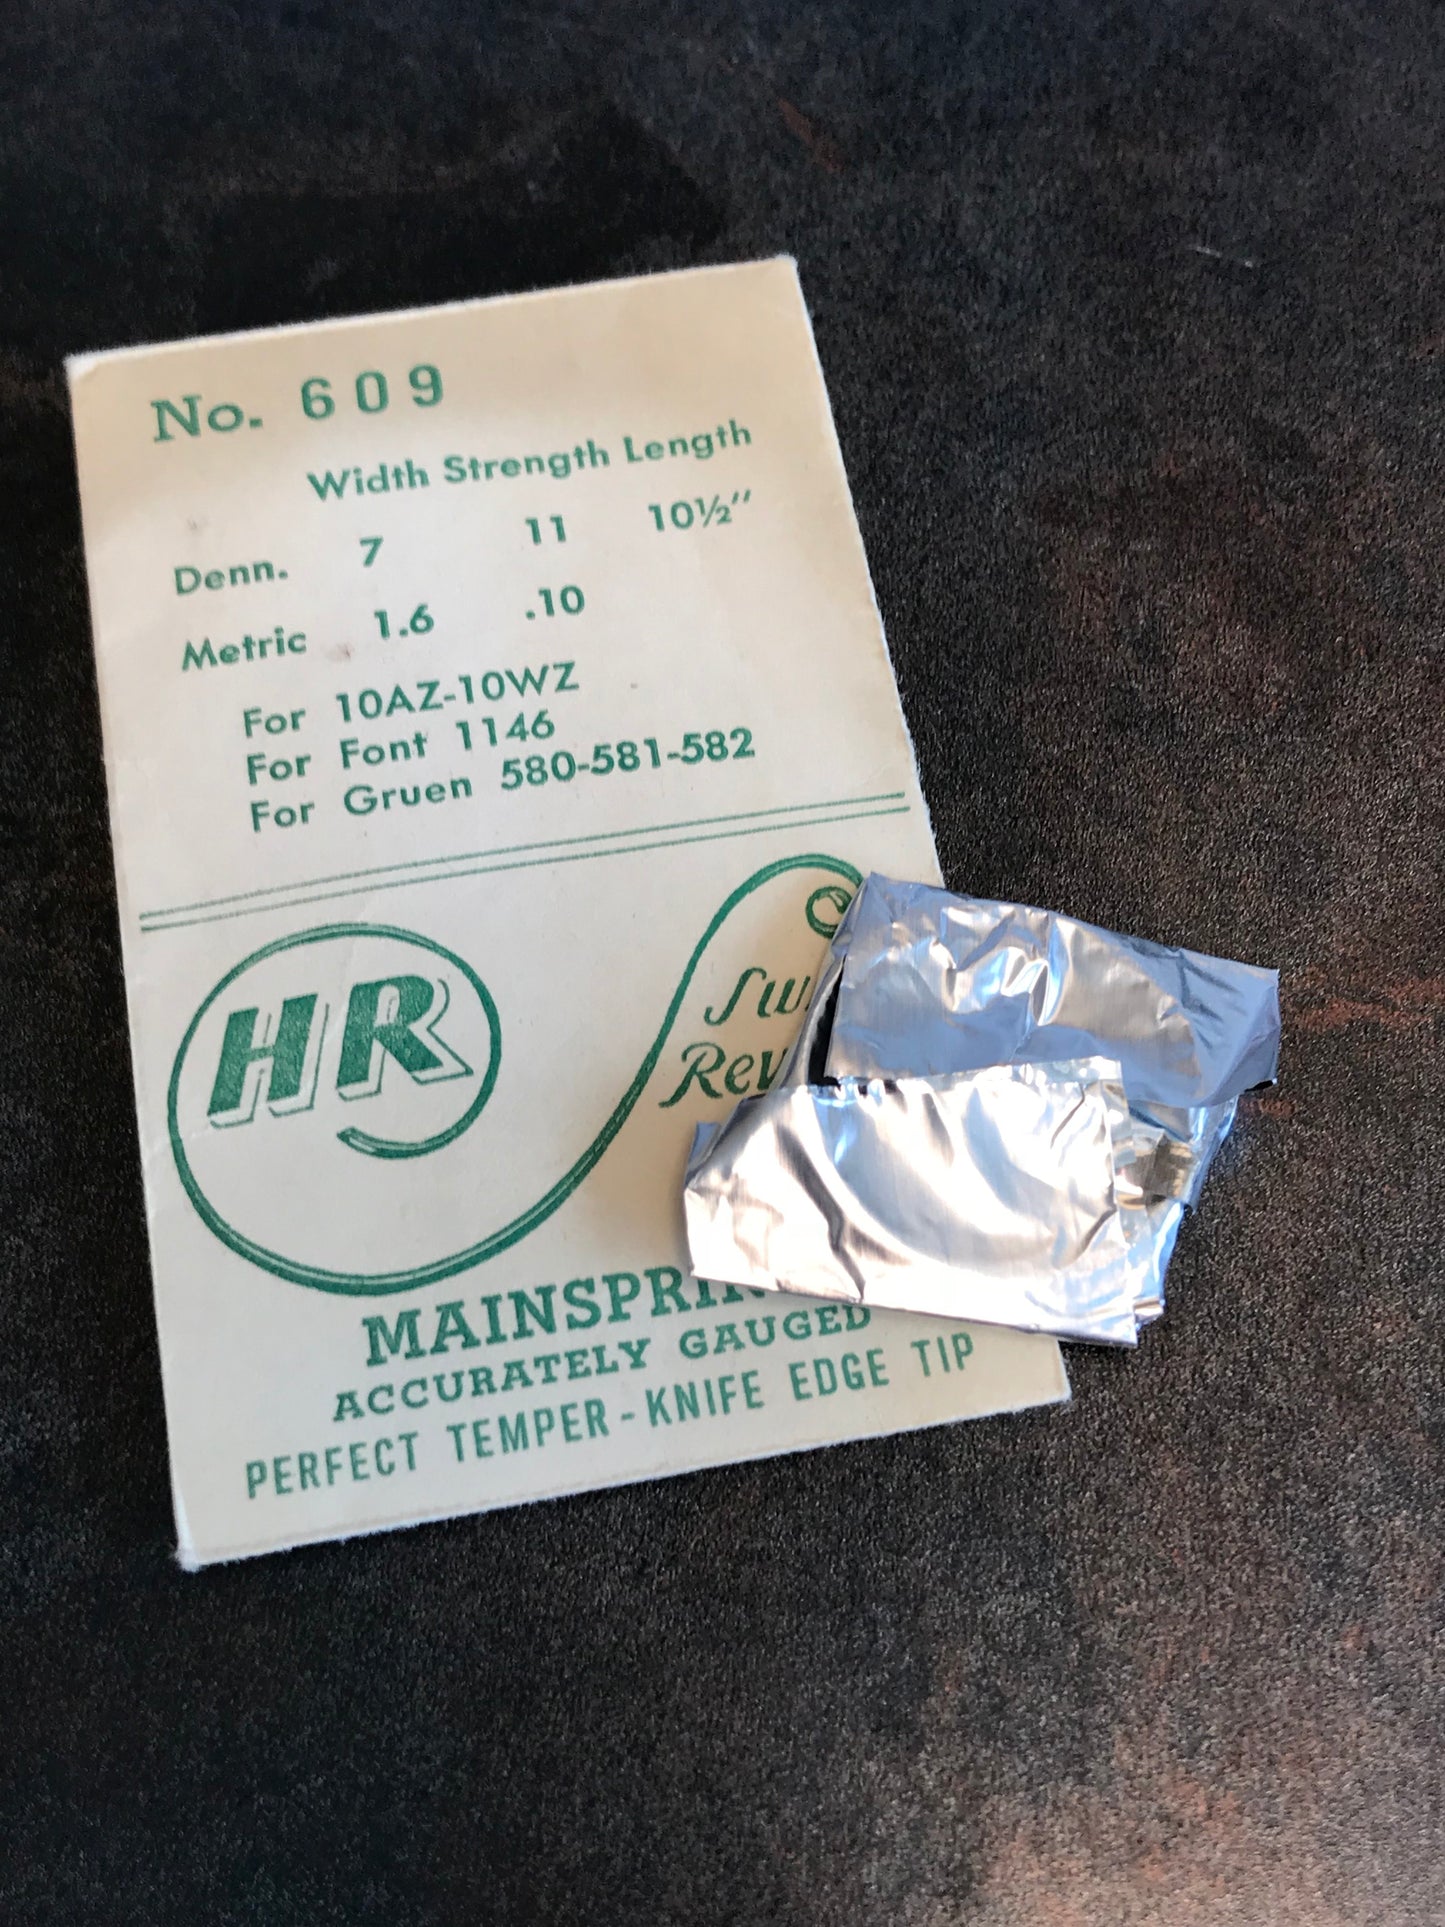 No. 609
Width Strength Length
Denn. 7 11 10½"
Metric 1.6 .10
For 10AZ-10WZ
For Font 1146
For Gruen 580-581-582
HR
ACCURATELY GAUGED
PERFECT TEMPER - KNIFE EDGE TIP